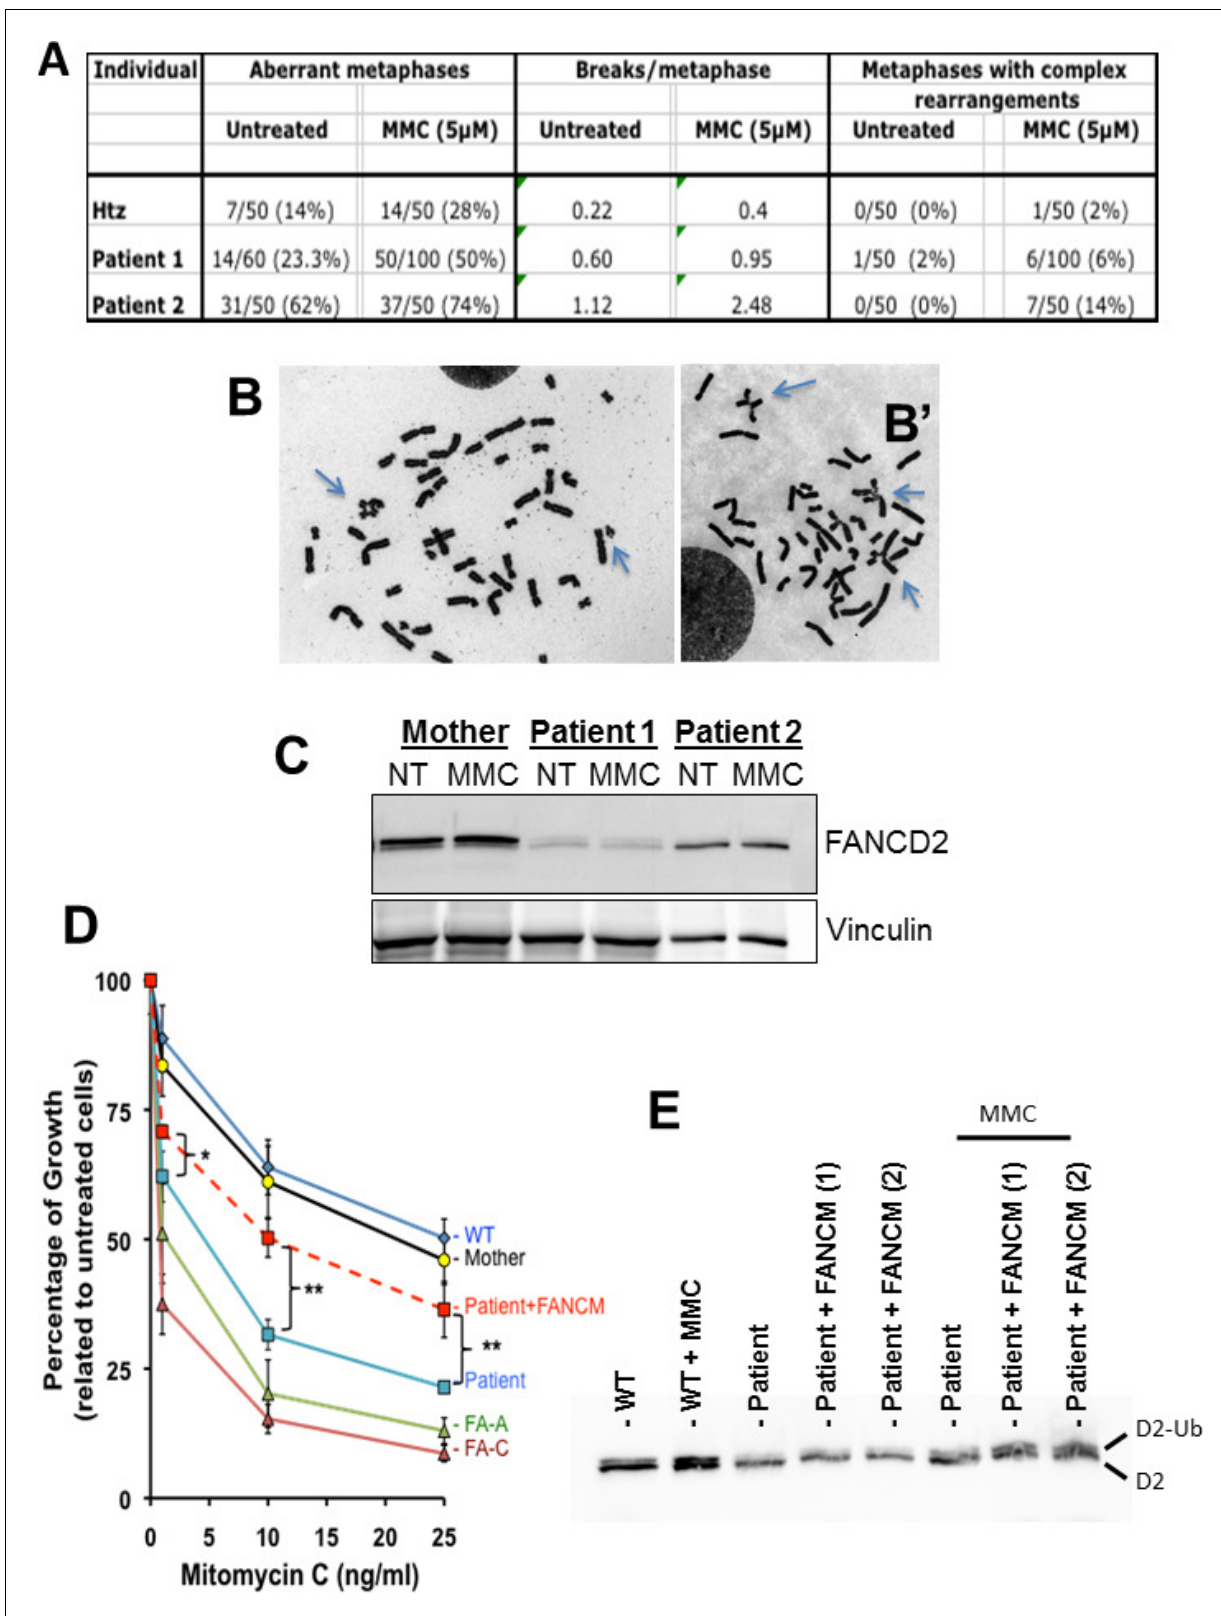 A
Individual Aberrant metaphases Breaks/metaphase Metaphases with complex
rearrangements
Untreated MMC (5µM) Untreated MMC (5µM) Untreated MMC (5µM)
Htz 7/50 (14%) 14/50 (28%) 0.22 0.4 0/50 (0%) 1/50 (2%)
Patient 1 14/60 (23.3%) 50/100 (50%) 0.60 0.95 1/50 (2%) 6/100 (6%)
Patient 2 31/50 (62%) 37/50 (74%) 1.12 2.48 0/50 (0%) 7/50 (14%)
B
B’
C
Mother Patient 1 Patient 2
NT MMC NT MMC NT MMC
FANCD2
Vinculin
D
Percentage of Growth
(related to untreated cells)
100
75
50
25
0
*
**
**
- WT
- Mother
- Patient+FANCM
- Patient
- FA-A
- FA-C
0 5 10 15 20 25
Mitomycin C (ng/ml)
E
MMC
- WT
- WT + MMC
- Patient
- Patient + FANCM (1)
- Patient + FANCM (2)
- Patient
- Patient + FANCM (1)
- Patient + FANCM (2)
D2-Ub
D2